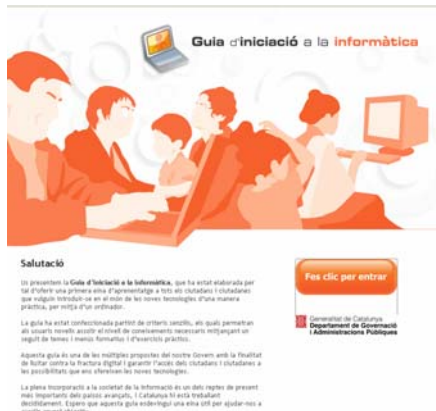 Guia d'iniciació a la informàtica
Salutació
Us presentem la Guia d'Iniciació a la Informàtica, que ha estat elaborada per
tal d'oferir una primera eina d'aprenentatge a tots els ciutadans i ciutadanes
que vulguin introduir-se en el món de les noves tecnologies d'una manera
pràctica, per mitjà d'un ordinador.
La guia ha estat confeccionada partint de criteris senzills, els quals permetran
als usuaris novells assolir el nivell de coneixements necessaris mitjançant un
seguit de temes i menús formatius i d'exercicis pràctics.
Aquesta guia és una de les múltiples propostes del nostre Govern amb la finalitat
de lluitar contra la fractura digital i garantir l'accés dels ciutadans i ciutadanes a
les possibilitats que ens ofereixen les noves tecnologies.
La plena incorporació a la societat de la informació és un dels reptes de present
més importants dels països avançats, i Catalunya hi està treballant
decididament. Espero que aquesta guia esdevingui una eina útil per ajudar-nos a
Fes clic per entrar
Generalitat de Catalunya
Departament de Governació
i Administracions Públiques